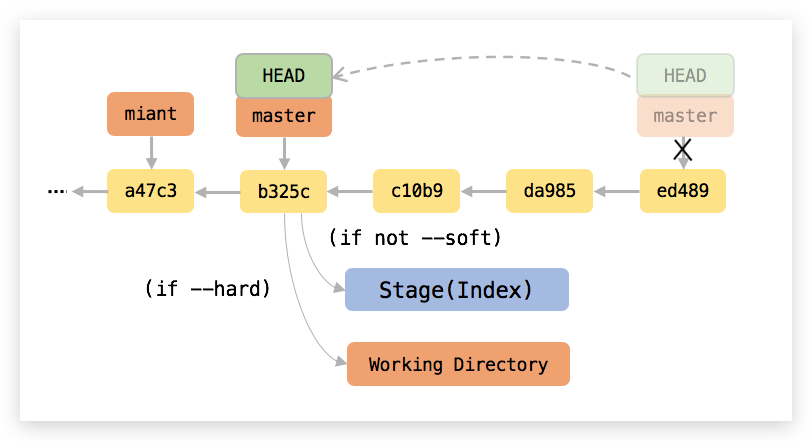 HEAD
HEAD
miant
master
master
....
a47c3
b325c
c10b9
da985
ed489
(if not --soft)
(if --hard)
Stage(Index)
Working Directory